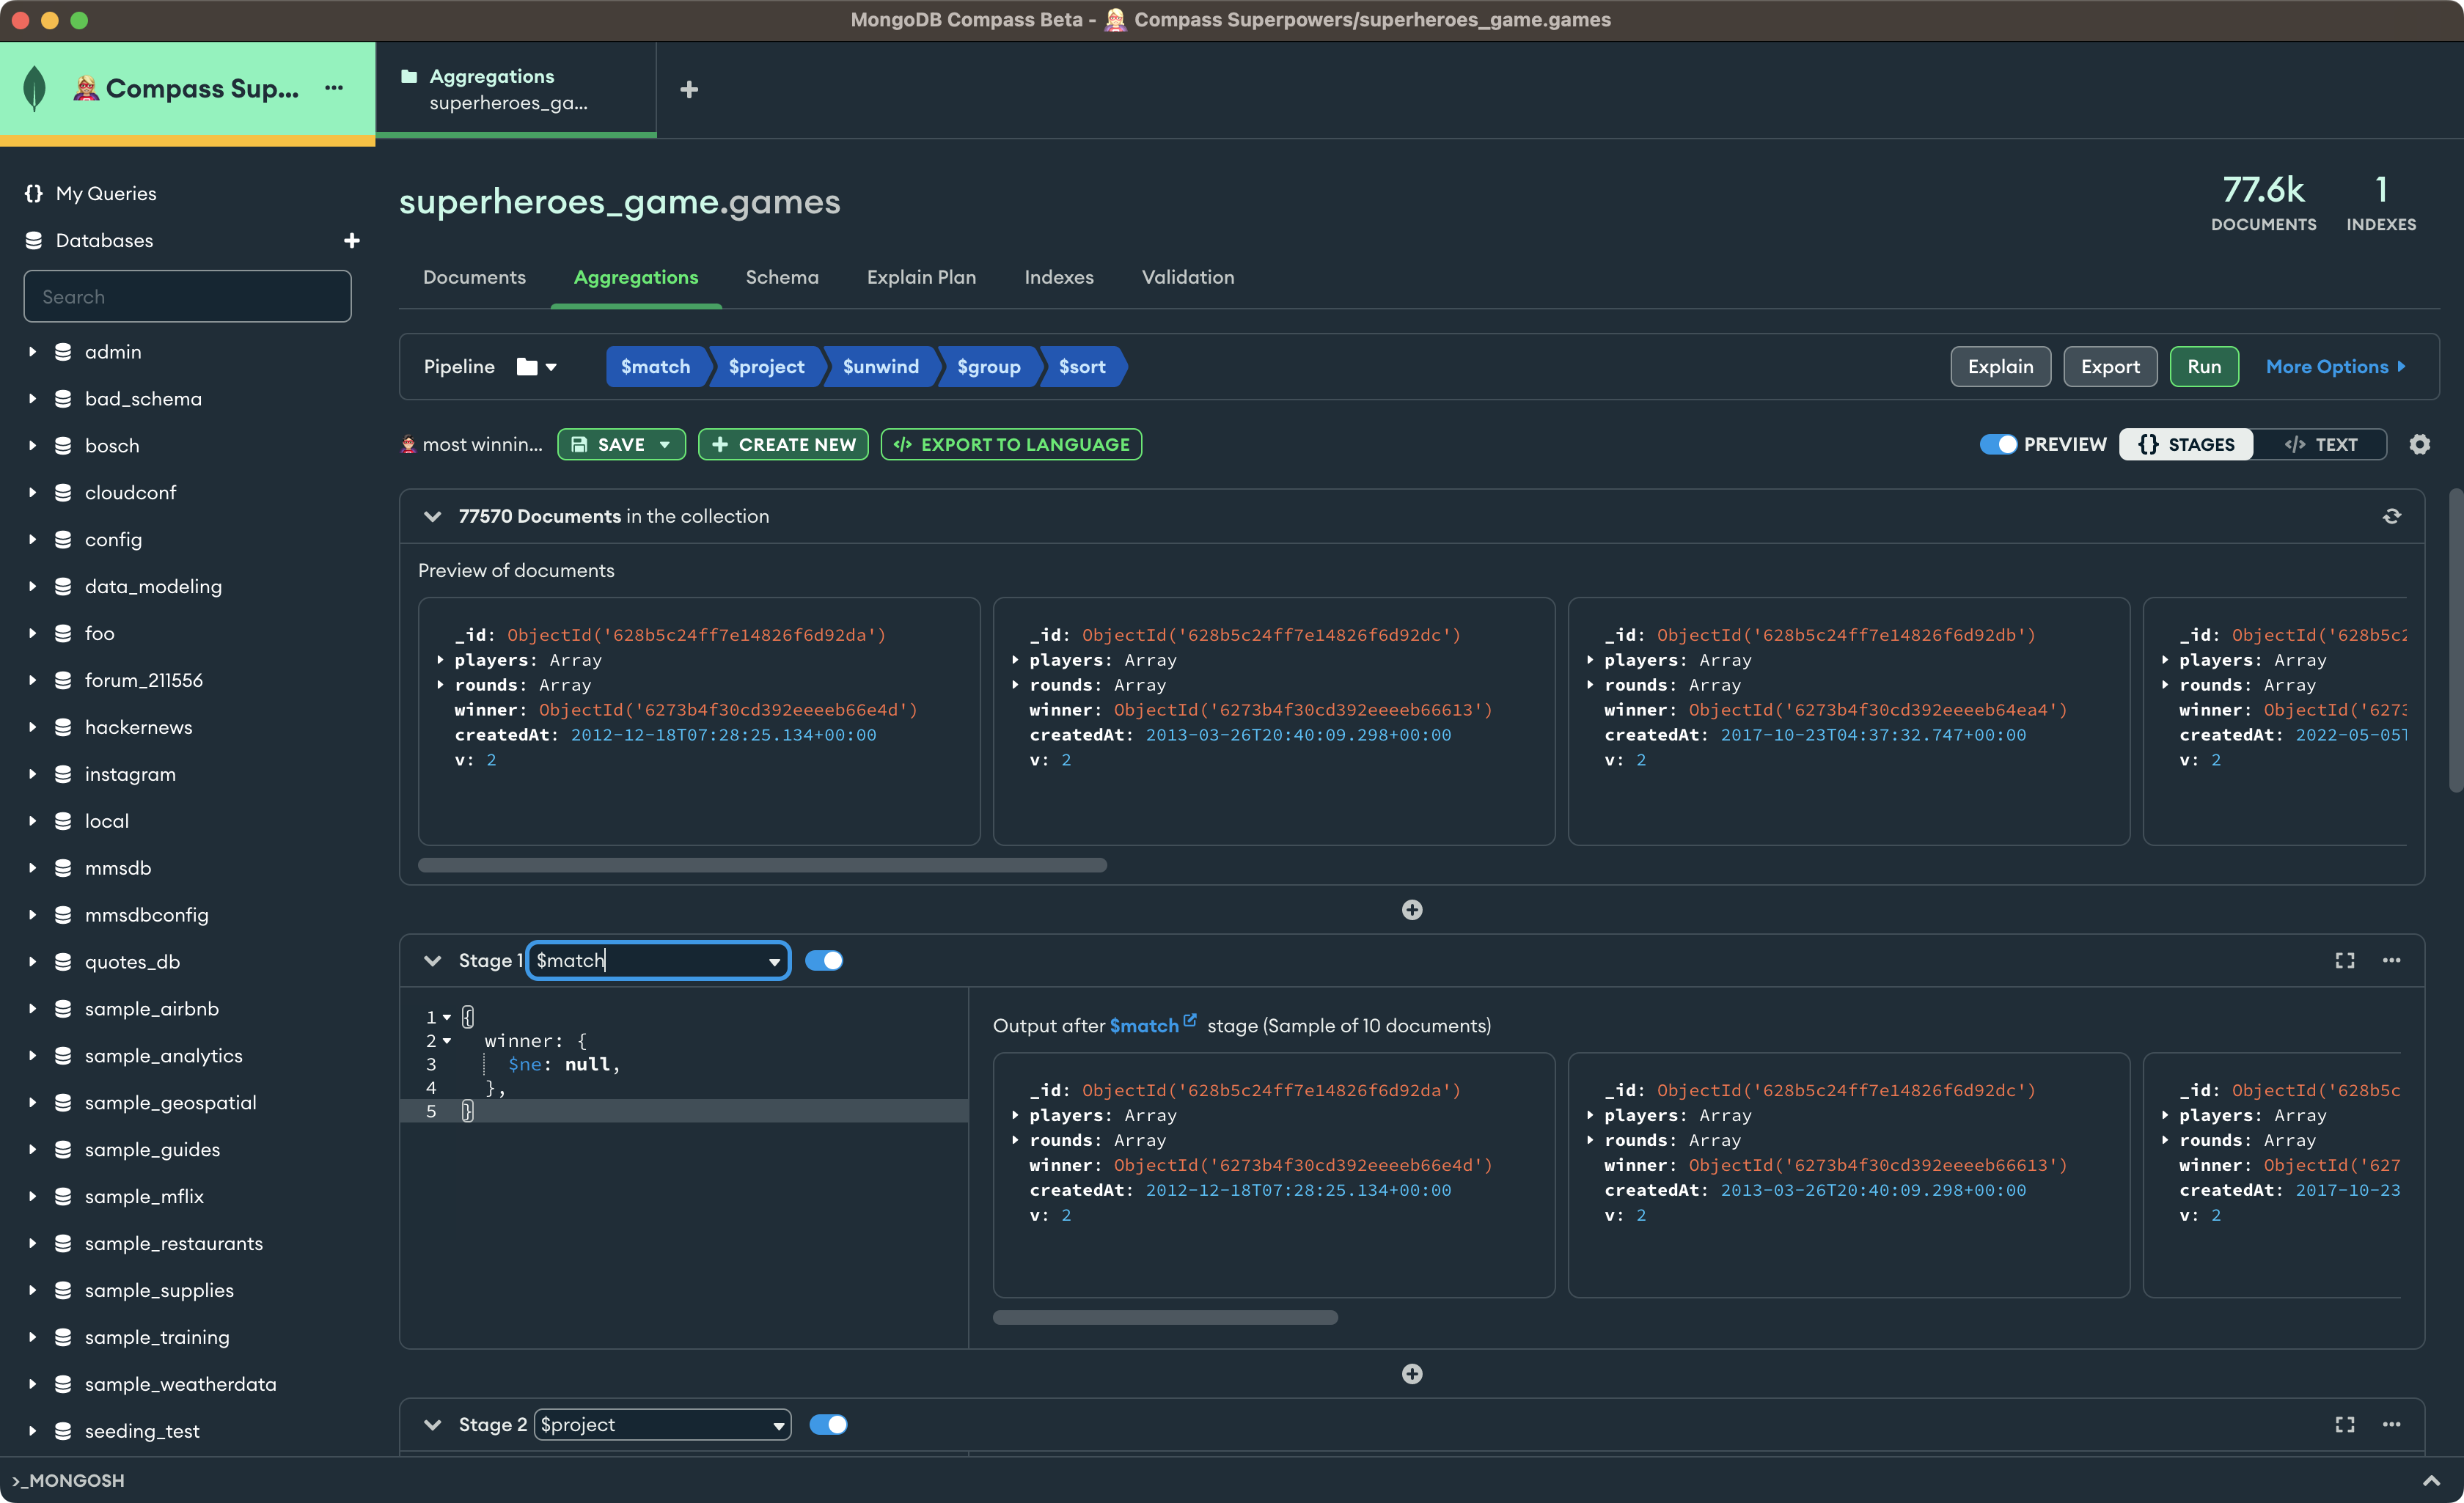 MongoDB Compass Beta - 🦸🏼‍♀️ Compass Superpowers/superheroes_game.games
🦸🏼‍♀️ Compass Sup...
Aggregations
superheroes_ga...
My Queries
Databases
Search
admin
bad_schema
bosch
cloudconf
config
data_modeling
foo
forum_211556
hackernews
instagram
local
mmsdb
mmsdbconfig
quotes_db
sample_airbnb
sample_analytics
sample_geospatial
sample_guides
sample_mflix
sample_restaurants
sample_supplies
sample_training
sample_weatherdata
seeding_test
superheroes_game.games
77.6k
DOCUMENTS
1
INDEXES
Documents Aggregations Schema Explain Plan Indexes Validation
Pipeline $match $project $unwind $group $sort Explain Export Run More Options
🦸🏼‍♀️ most winnin... SAVE CREATE NEW </> EXPORT TO LANGUAGE PREVIEW {} STAGES </> TEXT
77570 Documents in the collection
Preview of documents
_id: ObjectId('628b5c24ff7e14826f6d92da')
players: Array
rounds: Array
winner: ObjectId('6273b4f30cd392eeeeb66e4d')
createdAt: 2012-12-18T07:28:25.134+00:00
v: 2
_id: ObjectId('628b5c24ff7e14826f6d92dc')
players: Array
rounds: Array
winner: ObjectId('6273b4f30cd392eeeeb66613')
createdAt: 2013-03-26T20:40:09.298+00:00
v: 2
_id: ObjectId('628b5c24ff7e14826f6d92db')
players: Array
rounds: Array
winner: ObjectId('6273b4f30cd392eeeeb64ea4')
createdAt: 2017-10-23T04:37:32.747+00:00
v: 2
_id: ObjectId('628b5c2
players: Array
rounds: Array
winner: ObjectId('6273
createdAt: 2022-05-05T
v: 2
Stage 1 $match
1 {
2 winner: {
3 $ne: null,
4 },
5 }
Output after $match stage (Sample of 10 documents)
_id: ObjectId('628b5c24ff7e14826f6d92da')
players: Array
rounds: Array
winner: ObjectId('6273b4f30cd392eeeeb66e4d')
createdAt: 2012-12-18T07:28:25.134+00:00
v: 2
_id: ObjectId('628b5c24ff7e14826f6d92dc')
players: Array
rounds: Array
winner: ObjectId('6273b4f30cd392eeeeb66613')
createdAt: 2013-03-26T20:40:09.298+00:00
v: 2
_id: ObjectId('628b5c
players: Array
rounds: Array
winner: ObjectId('627
createdAt: 2017-10-23
v: 2
Stage 2 $project
>_MONGOSH